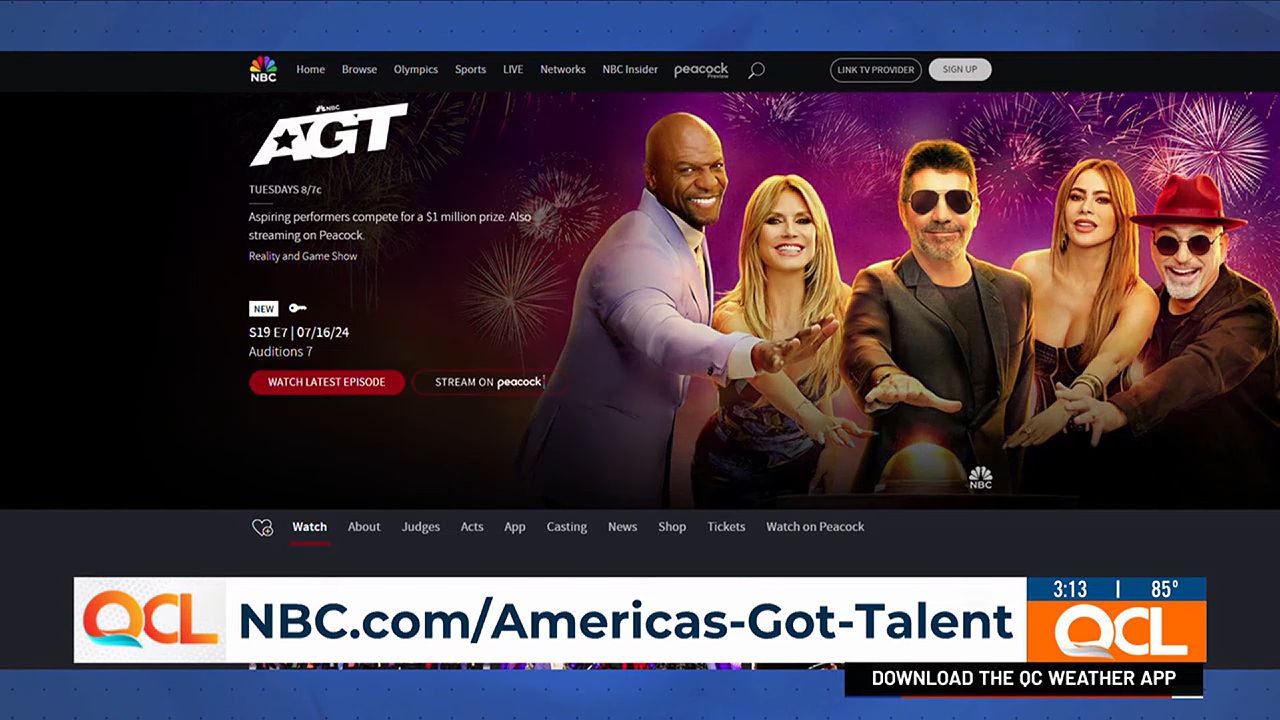 NBC
Home Browse Olympics Sports LIVE Networks NBC Insider peacock Preview LINK TV PROVIDER SIGN UP
NBC
AGT
TUESDAYS 8/7c
Aspiring performers compete for a $1 million prize. Also
streaming on Peacock.
Reality and Game Show
NEW
S19 E7 | 07/16/24
Auditions 7
WATCH LATEST EPISODE STREAM ON peacock
NBC
Watch About Judges Acts App Casting News Shop Tickets Watch on Peacock
QCL NBC.com/Americas-Got-Talent
3:13 | 85°
QCL
DOWNLOAD THE QC WEATHER APP